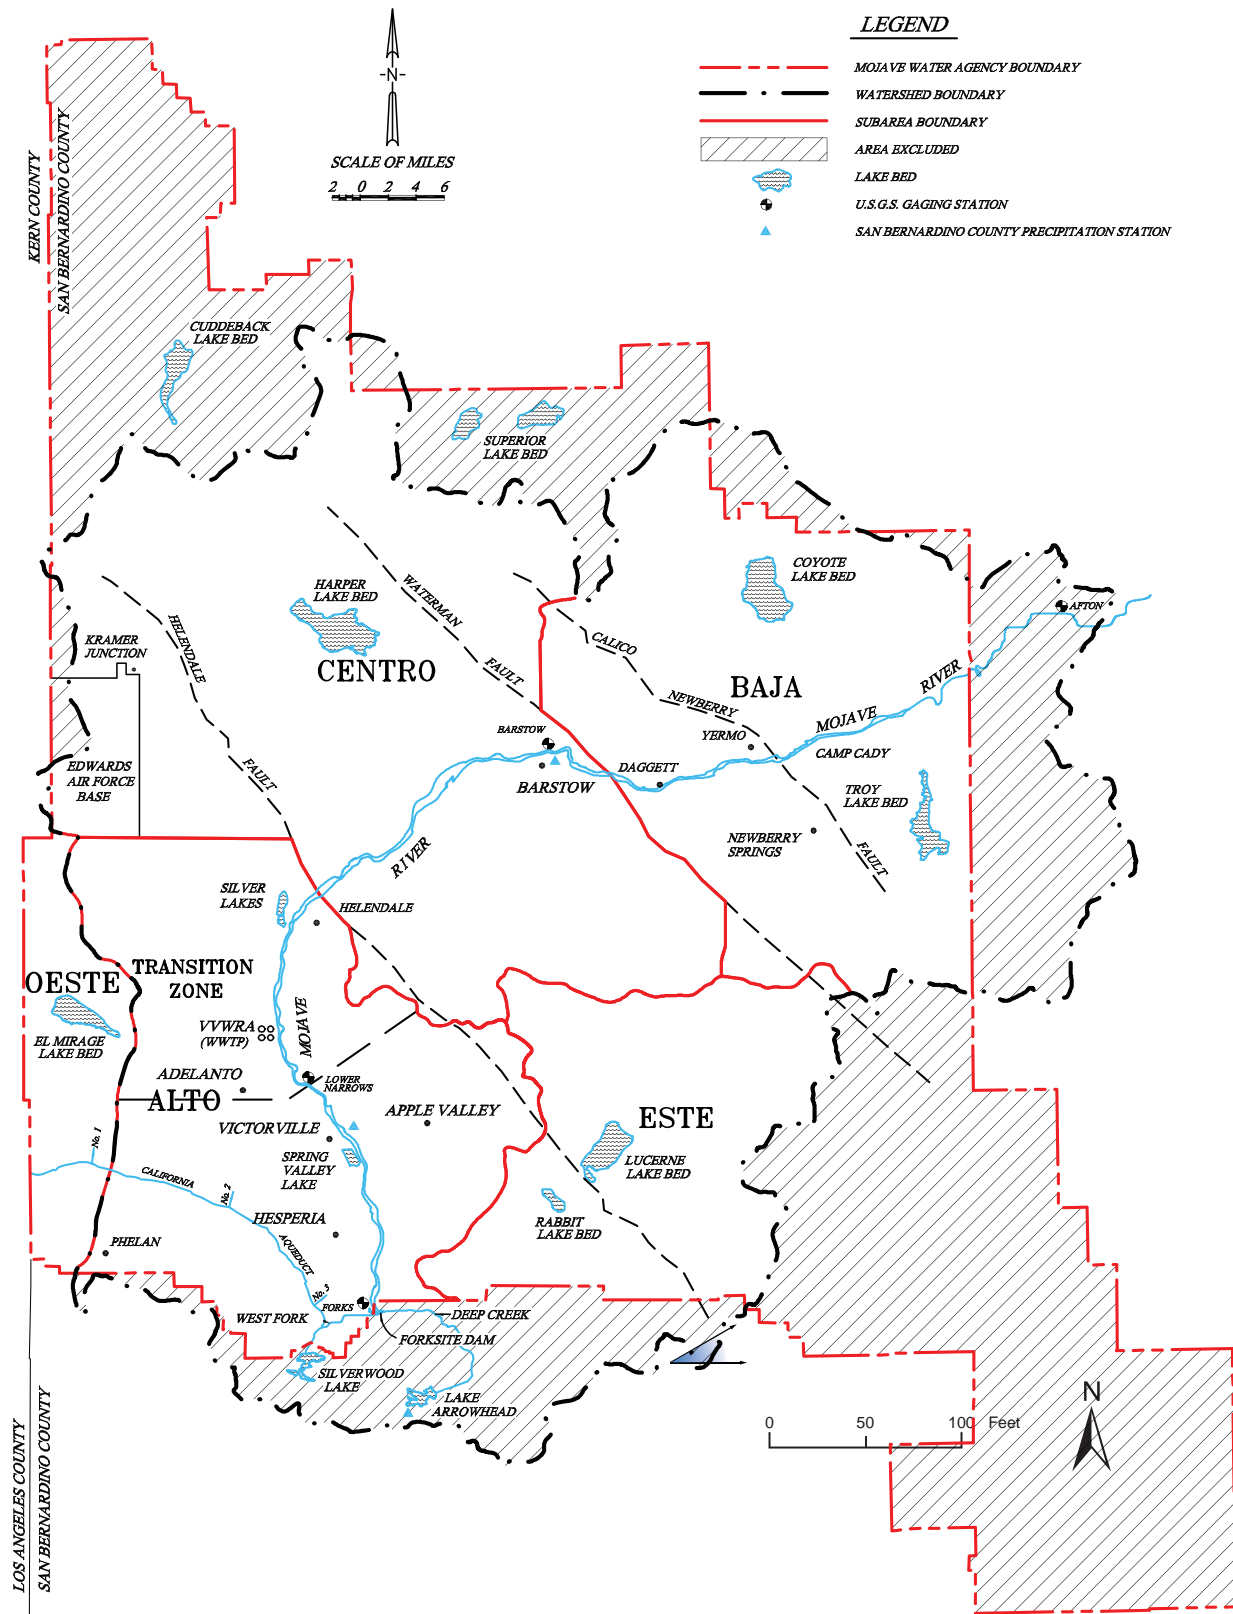 LEGEND
MOJAVE WATER AGENCY BOUNDARY
WATERSHED BOUNDARY
SUBAREA BOUNDARY
AREA EXCLUDED
LAKE BED
U.S.G.S. GAGING STATION
SAN BERNARDINO COUNTY PRECIPITATION STATION
-N-
SCALE OF MILES
2 0 2 4 6
KERN COUNTY
SAN BERNARDINO COUNTY
CUDDEBACK
LAKE BED
SUPERIOR
LAKE BED
COYOTE
LAKE BED
HARPER
LAKE BED
WATERMAN
FAULT
HELENDALE
FAULT
KRAMER
JUNCTION
CENTRO
CALICO
NEWBERRY
FAULT
BAJA
AFTON
RIVER
MOJAVE
YERMO
CAMP CADY
BARSTOW
BARSTOW
DAGGETT
EDWARDS
AIR FORCE
BASE
TROY
LAKE BED
NEWBERRY
SPRINGS
RIVER
SILVER
LAKES
HELENDALE
OESTE
TRANSITION
ZONE
MOJAVE
VVWRA
(WWTP)
EL MIRAGE
LAKE BED
ADELANTO
LOWER
NARROWS
ALTO
APPLE VALLEY
ESTE
VICTORVILLE
No. 1
SPRING
VALLEY
LAKE
LUCERNE
LAKE BED
CALIFORNIA
No. 2
HESPERIA
RABBIT
LAKE BED
AQUEDUCT
PHELAN
No. 3
FORKS
WEST FORK
DEEP CREEK
FORKSITE DAM
SILVERWOOD
LAKE
LAKE
ARROWHEAD
N
0 50 100 Feet
LOS ANGELES COUNTY
SAN BERNARDINO COUNTY